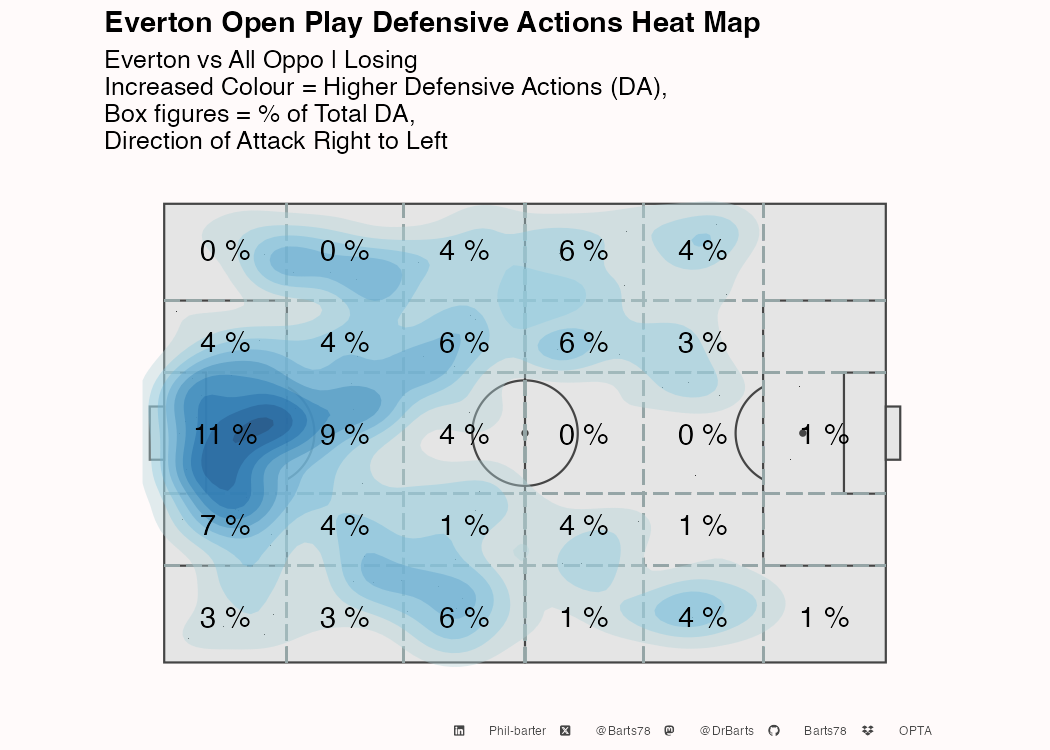 Everton Open Play Defensive Actions Heat Map
Everton vs All Oppo | Losing
Increased Colour = Higher Defensive Actions (DA),
Box figures = % of Total DA,
Direction of Attack Right to Left
0 % 0 % 4 % 6 % 4 %
4 % 4 % 6 % 6 % 3 %
11 % 9 % 4 % 0 % 0 % 1 %
7 % 4 % 1 % 4 % 1 %
3 % 3 % 6 % 1 % 4 % 1 %
Phil-barter @Barts78 @DrBarts Barts78 OPTA